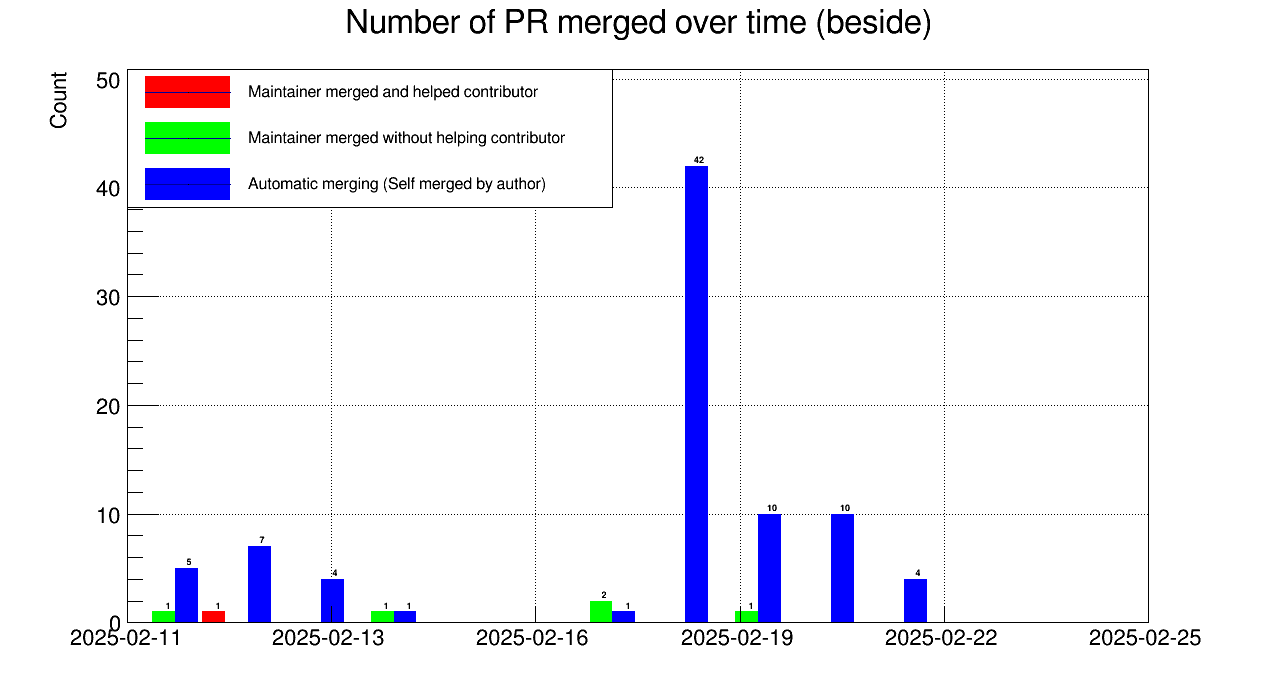 Number of PR merged over time (beside)
Count
50
Maintainer merged and helped contributor
Maintainer merged without helping contributor
Automatic merging (Self merged by author)
42
40
30
20
10
10 10
7
5
4 4
2
1 1 1 1 1 1
0
2025-02-11 2025-02-13 2025-02-16 2025-02-19 2025-02-22 2025-02-25